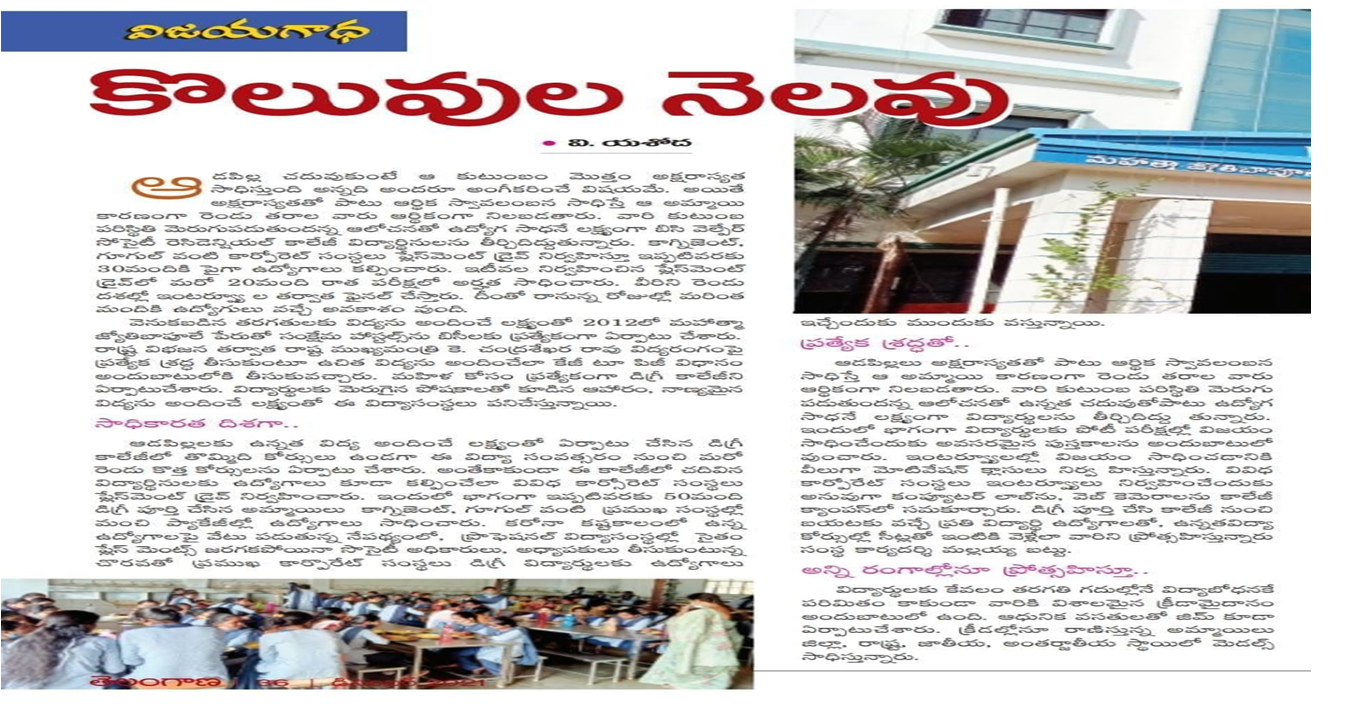 విజయగాధ
కొలువుల నెలవు
• వి. యశోద
ఆడపిల్ల చదువుకుంటే ఆ కుటుంబం మొత్తం అక్షరాస్యత
సాధిస్తుంది అన్నది అందరూ అంగీకరించే విషయమే. అయితే
అక్షరాస్యతతో పాటు ఆర్థిక స్వావలంబన సాధిస్తే ఆ అమ్మాయి
కారణంగా రెండు తరాల వారు ఆర్థికంగా నిలబడతారు. వారి కుటుంబ
పరిస్థితి మెరుగుపడుతుందన్న ఆలోచనతో ఉద్యోగ సాధనే లక్ష్యంగా బిసి వెల్ఫేర్
సోసైటీ రెసిడెన్షియల్ కాలేజీ విద్యార్థినులను తీర్చిదిద్దుతున్నారు. కాగ్నిజెంట్,
గూగుల్ వంటి కార్పోరెట్ సంస్థలు ప్లేస్‌మెంట్ డ్రైవ్ నిర్వహిస్తూ ఇప్పటివరకు
30మందికి పైగా ఉద్యోగాలు కల్పించారు. ఇటీవల నిర్వహించిన ప్లేస్‌మెంట్
డ్రైవ్‌లో మరో 20మంది రాత పరీక్షలో అర్హత సాధించారు. వీరిని రెండు
దశల్లో ఇంటర్వ్యూ ల తర్వాత ఫైనల్ చేస్తారు. దీంతో రానున్న రోజుల్లో మరింత
మందికి ఉద్యోగులు వచ్చే అవకాశం వుంది.
వెనుకబడిన తరగతులకు విద్యను అందించే లక్ష్యంతో 2012లో మహాత్మా
జ్యోతిబాఫూలే పేరుతో సంక్షేమ హాస్టల్స్‌ను బిసీలకు ప్రత్యేకంగా ఏర్పాటు చేశారు.
రాష్ట్ర విభజన తర్వాత రాష్ట్ర ముఖ్యమంత్రి కె. చంద్రశేఖర రావు విద్యరంగంపై
ప్రత్యేక శ్రద్ధ తీసుకుంటూ ఉచిత విద్యను అందించేలా కేజీ టూ పిజీ విధానం
అందుబాటులోకి తీసుకువచ్చారు. మహిళ కోసం ప్రత్యేకంగా డిగ్రీ కాలేజీని
ఏర్పాటుచేశారు. విద్యార్థులకు మెరుగైన పోషకాలతో కూడిన ఆహారం, నాణ్యమైన
విద్యను అందించే లక్ష్యంతో ఈ విద్యాసంస్థలు పనిచేస్తున్నాయి.
సాధికారత దిశగా..
ఆడపిల్లలకు ఉన్నత విద్య అందించే లక్ష్యంతో ఏర్పాటు చేసిన డిగ్రీ
కాలేజీలో తొమ్మిది కోర్సులు ఉండగా ఈ విద్యా సంవత్సరం నుంచి మరో
రెండు కొత్త కోర్సులను ఏర్పాటు చేశారు. అంతేకాకుండా ఈ కాలేజీలో చదివిన
విద్యార్థినులకు ఉద్యోగాలు కూడా కల్పించేలా వివిధ కార్పోరెట్ సంస్థలు
ప్లేస్‌మెంట్ డ్రైవ్ నిర్వహించారు. ఇందులో భాగంగా ఇప్పటివరకు 50మంది
డిగ్రీ పూర్తి చేసిన అమ్మాయిలు కాగ్నిజెంట్, గూగుల్ వంటి ప్రముఖ సంస్థల్లో
మంచి ప్యాకేజీల్లో ఉద్యోగాలు సాధించారు. కరోనా కష్టకాలంలో ఉన్న
ఉద్యోగాలపై వేటు పడుతున్న నేపథ్యంలో, ప్రొఫెషనల్ విద్యాసంస్థల్లో సైతం
ప్లేస్ మెంట్స్ జరగకపోయినా సొసైటీ అధికారులు, అధ్యాపకులు తీసుకుంటున్న
చొరవతో ప్రముఖ కార్పొరేట్ సంస్థలు డిగ్రీ విద్యార్థులకు ఉద్యోగాలు
తెలంగాణ 36 | 2021
మహాత్మా జ్యోతిబాపూ
ఇచ్చేందుకు ముందుకు వస్తున్నాయి.
ప్రత్యేక శ్రద్ధతో..
ఆడపిల్లలు అక్షరాస్యతతో పాటు ఆర్థిక స్వావలంబన
సాధిస్తే ఆ అమ్మాయి కారణంగా రెండు తరాల వారు
ఆర్థికంగా నిలబడతారు. వారి కుటుంబ పరిస్థితి మెరుగు
పడుతుందన్న ఆలోచనతో ఉన్నత చదువుతోపాటు ఉద్యోగ
సాధనే లక్ష్యంగా విద్యార్థులను తీర్చిదిద్దు తున్నారు.
ఇందులో భాగంగా విద్యార్థులకు పోటీ పరీక్షల్లో విజయం
సాధించేందుకు అవసరమైన పుస్తకాలను అందుబాటులో
వుంచారు. ఇంటర్వ్యూలల్లో విజయం సాధించడానికి
వీలుగా మోటివేషన్ క్లాసులు నిర్వ హిస్తున్నారు. వివిధ
కార్పోరేట్ సంస్థలు ఇంటర్వ్యూలు నిర్వహించేందుకు
అనువుగా కంప్యూటర్ లాబ్‌ను, వెబ్ కెమెరాలను కాలేజీ
క్యాంపస్‌లో సమకూర్చారు. డిగ్రీ పూర్తి చేసి కాలేజీ నుంచి
బయటకు వచ్చే ప్రతి విద్యార్థి ఉద్యోగాలతో, ఉన్నతవిద్యా
కోర్సుల్లో సీట్లతో ఇంటికి వెళ్లేలా వారిని ప్రోత్సహిస్తున్నారు
సంస్థ కార్యదర్శి మల్లయ్య బట్టు.
అన్ని రంగాల్లోనూ ప్రోత్సహిస్తూ..
విద్యార్థులకు కేవలం తరగతి గదుల్లోనే విద్యాబోధనకే
పరిమితం కాకుండా వారికి విశాలమైన క్రీడామైదానం
అందుబాటులో ఉంది. ఆధునిక వసతులతో జిమ్ కూడా
ఏర్పాటుచేశారు. క్రీడల్లోనూ రాణిస్తున్న అమ్మాయిలు
జిల్లా, రాష్ట్ర, జాతీయ, అంతర్జాతీయ స్థాయిలో మెడల్స్
సాధిస్తున్నారు.